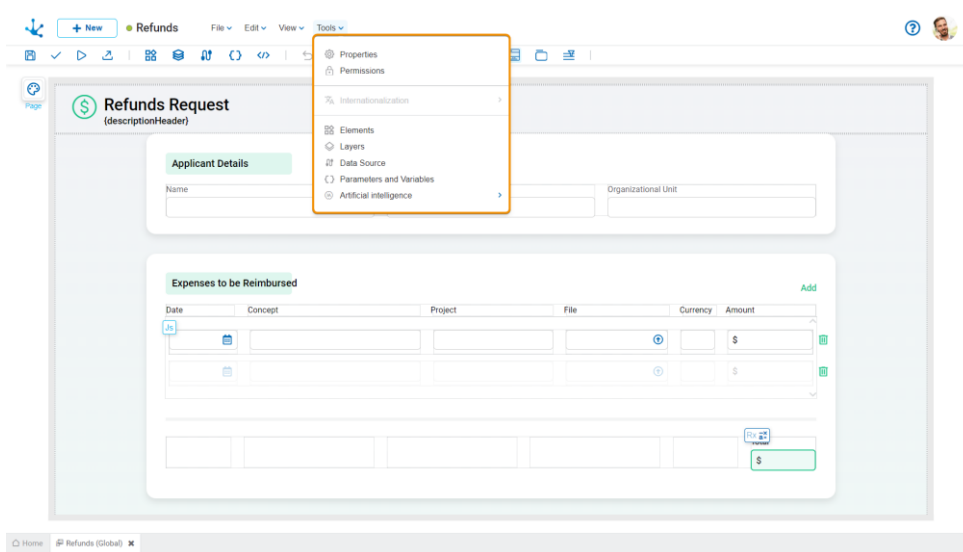 + New
Refunds
File
Edit
View
Tools
?
Page
Properties
Permissions
Internationalization
Elements
Layers
Data Source
Parameters and Variables
Artificial intelligence
$ Refunds Request
{descriptionHeader}
Applicant Details
Name
Organizational Unit
Expenses to be Reimbursed
Add
Date
Concept
Project
File
Currency
Amount
Js
$
$
Rx
Total
$
Home
Refunds (Global)